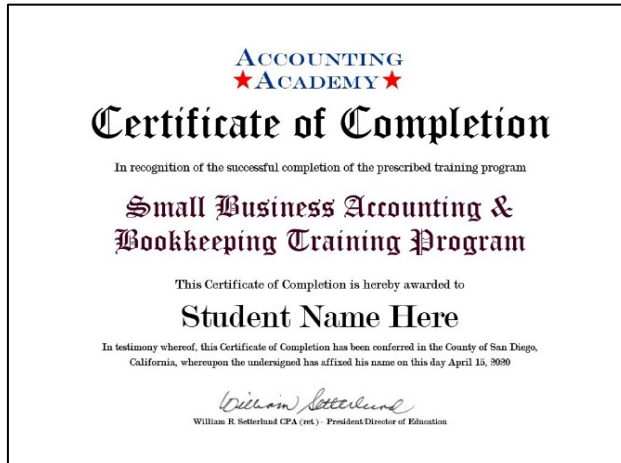 ACCOUNTING
★ACADEMY★
Certificate of Completion
In recognition of the successful completion of the prescribed training program
Small Business Accounting &
Bookkeeping Training Program
This Certificate of Completion is hereby awarded to
Student Name Here
In testimony whereof, this Certificate of Completion has been conferred in the County of San Diego,
California, whereupon the undersigned has affixed his name on this day April 15, 2020
William Setterlund
William R. Setterlund CPA (ret.) - President/Director of Education